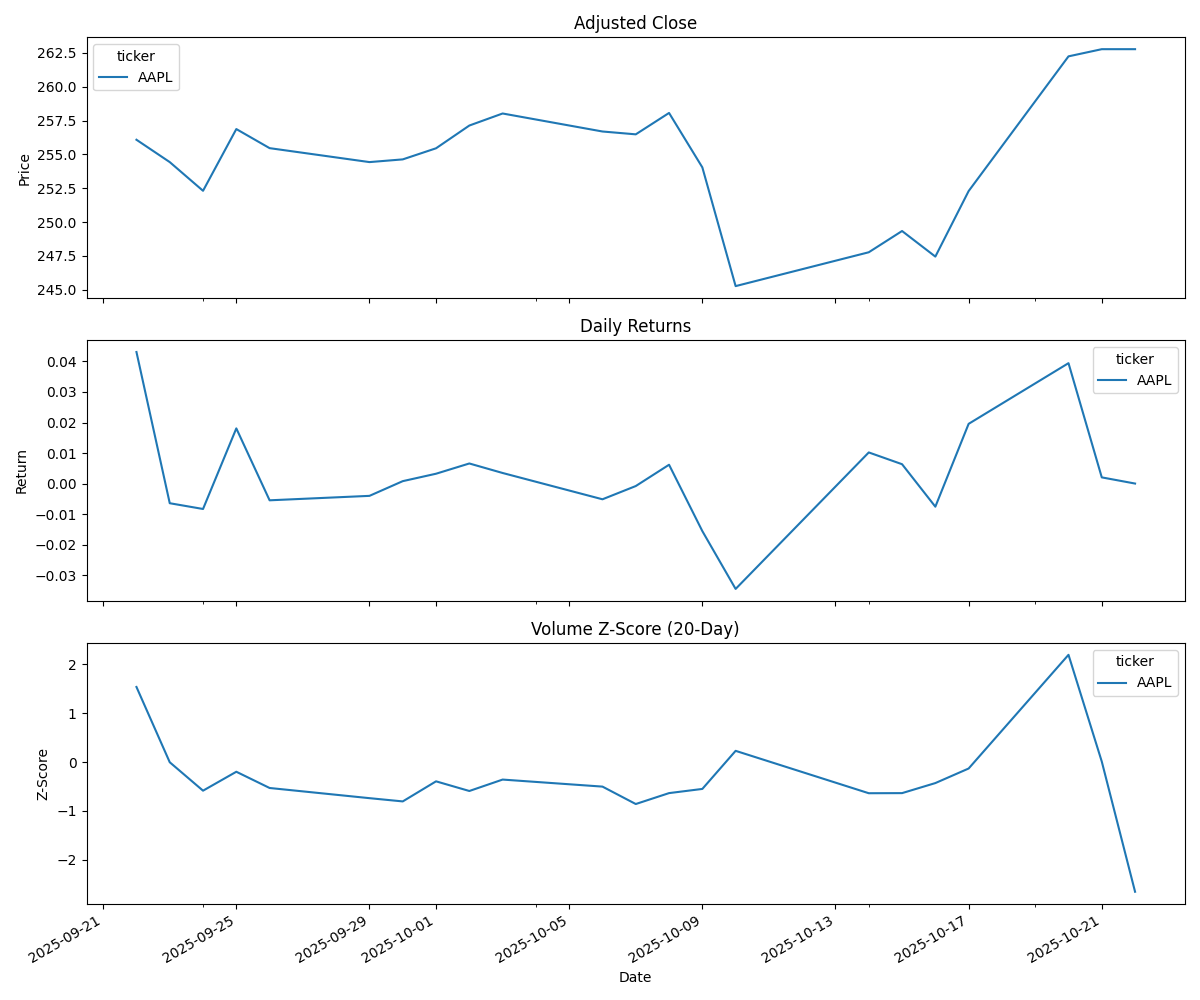 Adjusted Close
ticker
AAPL
Price
262.5
260.0
257.5
255.0
252.5
250.0
247.5
245.0
Daily Returns
ticker
AAPL
Return
0.04
0.03
0.02
0.01
0.00
−0.01
−0.02
−0.03
Volume Z-Score (20-Day)
ticker
AAPL
Z-Score
2
1
0
−1
−2
2025-09-21
2025-09-25
2025-09-29
2025-10-01
2025-10-05
2025-10-09
2025-10-13
2025-10-17
2025-10-21
Date